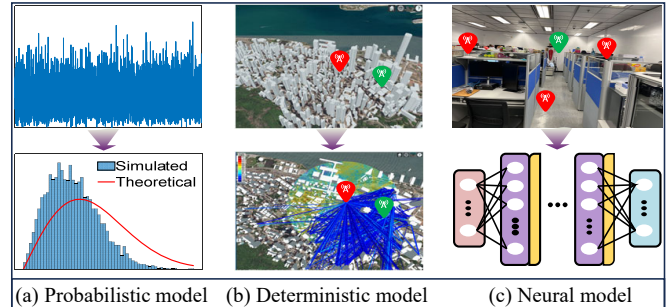 Simulated
Theoretical
(a) Probabilistic model (b) Deterministic model (c) Neural model